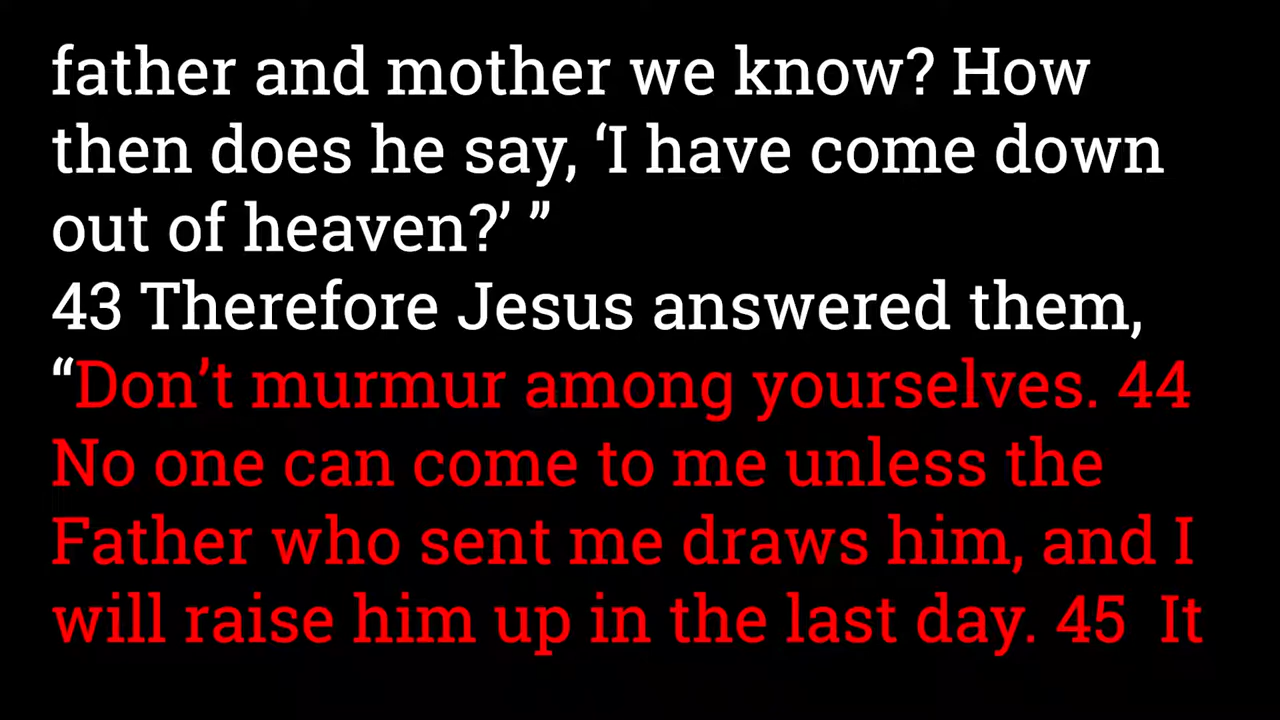 father and mother we know? How
then does he say, ‘I have come down
out of heaven?’ ”
43 Therefore Jesus answered them,
“Don’t murmur among yourselves. 44
No one can come to me unless the
Father who sent me draws him, and I
will raise him up in the last day. 45  It